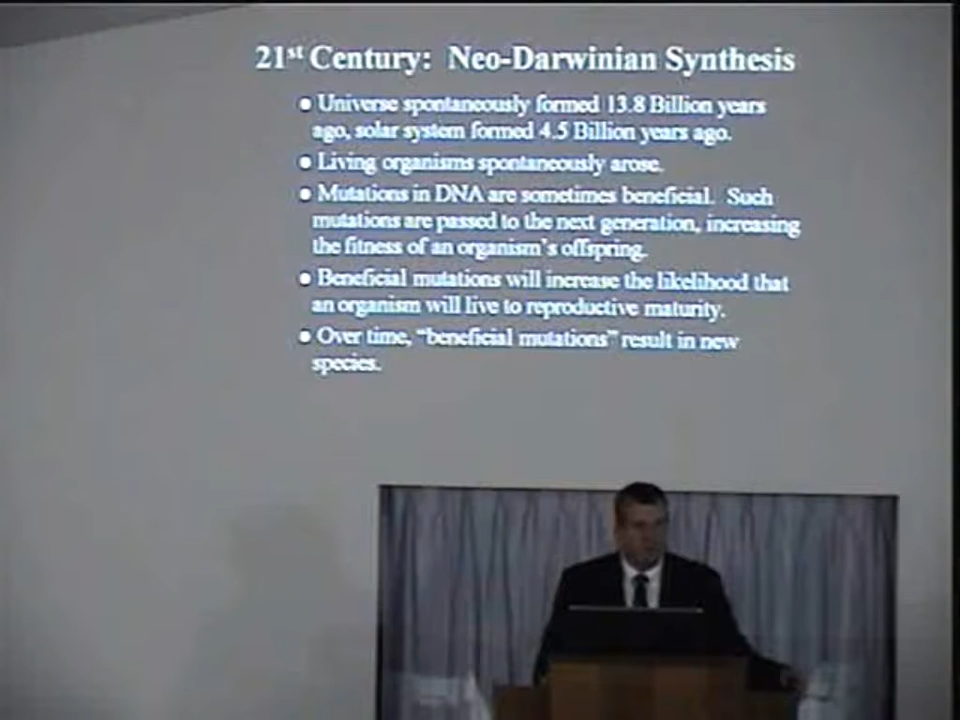 21st Century: Neo-Darwinian Synthesis
● Universe spontaneously formed 13.8 Billion years
ago, solar system formed 4.5 Billion years ago.
● Living organisms spontaneously arose.
● Mutations in DNA are sometimes beneficial. Such
mutations are passed to the next generation, increasing
the fitness of an organism's offspring.
● Beneficial mutations will increase the likelihood that
an organism will live to reproductive maturity.
● Over time, "beneficial mutations" result in new
species.